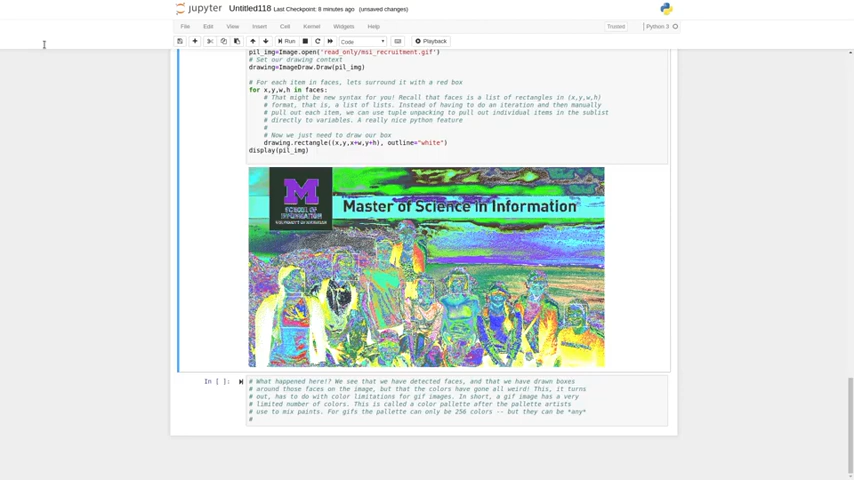 jupyter Untitled118 Last Checkpoint: 8 minutes ago (unsaved changes)
File Edit View Insert Cell Kernel Widgets Help Trusted Python 3
Run Code Playback
pil_img=Image.open('read_only/msi_recruitment.gif')
# Set our drawing context
drawing=ImageDraw.Draw(pil_img)
# For each item in faces, lets surround it with a red box
for x,y,w,h in faces:
# That might be new syntax for you! Recall that faces is a list of rectangles in (x,y,w,h)
# format, that is, a list of lists. Instead of having to do an iteration and then manually
# pull out each item, we can use tuple unpacking to pull out individual items in the sublist
# directly to variables. A really nice python feature
#
# Now we just need to draw our box
drawing.rectangle((x,y,x+w,y+h), outline="white")
display(pil_img)
M
SCHOOL OF
INFORMATION
UNIVERSITY OF MICHIGAN
Master of Science in Information
In [ ]:
# What happened here!? We see that we have detected faces, and that we have drawn boxes
# around those faces on the image, but that the colors have gone all weird! This, it turns
# out, has to do with color limitations for gif images. In short, a gif image has a very
# limited number of colors. This is called a color pallette after the pallette artists
# use to mix paints. For gifs the pallette can only be 256 colors -- but they can be *any*
#